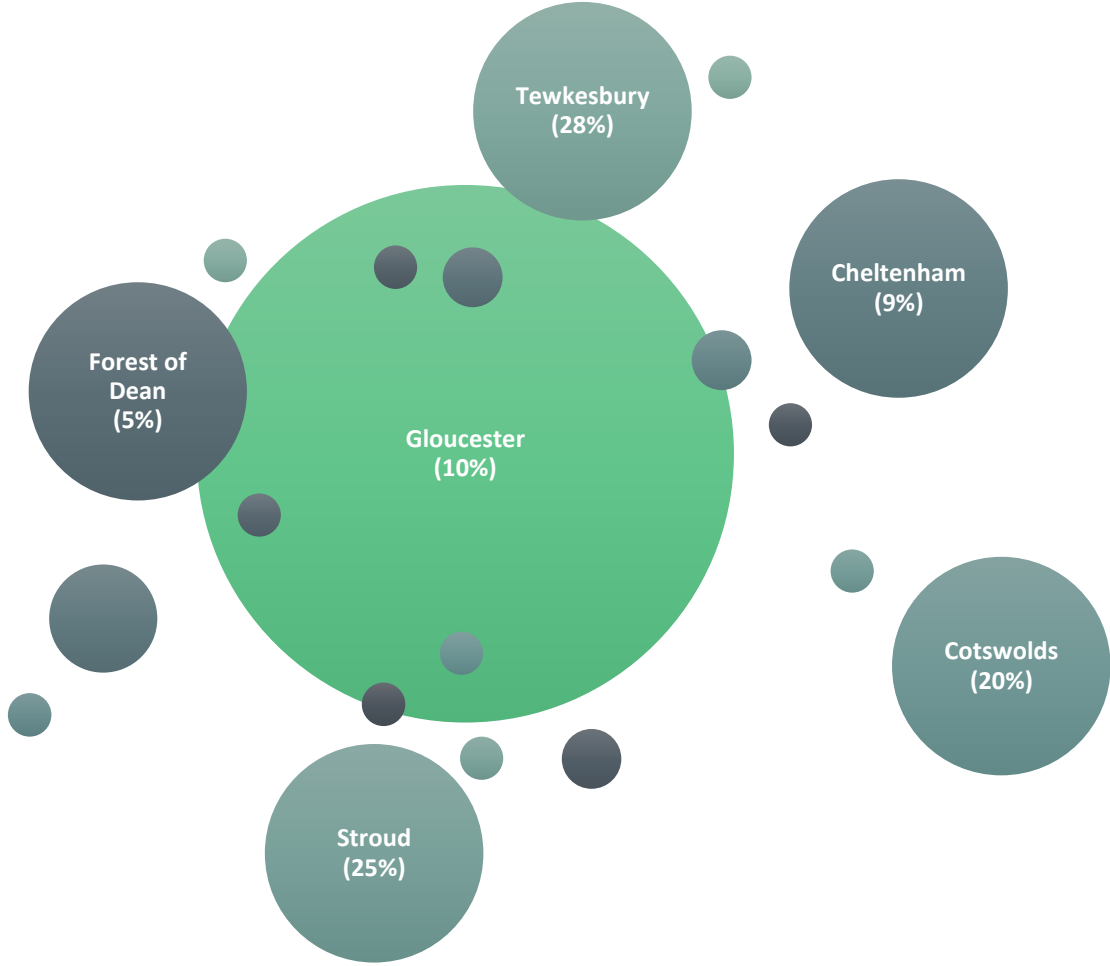 Tewkesbury
(28%)
Cheltenham
(9%)
Forest of
Dean
(5%)
Gloucester
(10%)
Cotswolds
(20%)
Stroud
(25%)